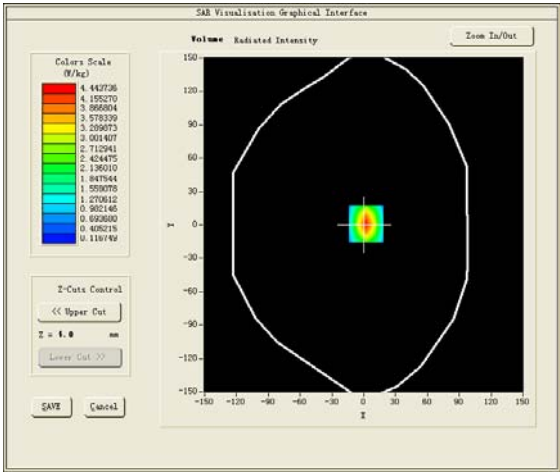 SAR Visualisation Graphical Interface
Volume Radiated Intensity
Zoom In/Out
Colors Scale
(W/kg)
4.443736
4.155270
3.866804
3.578339
3.289873
3.001407
2.712941
2.424475
2.136010
1.847544
1.559078
1.270612
0.982146
0.693680
0.405215
0.116749
Z-Cuts Control
<< Upper Cut
Z = 4.0 mm
Lower Cut >>
SAVE Cancel
150
120
90
60
30
0
-30
-60
-90
-120
-150
Y
-150 -120 -90 -60 -30 0 30 60 90 120 150
X